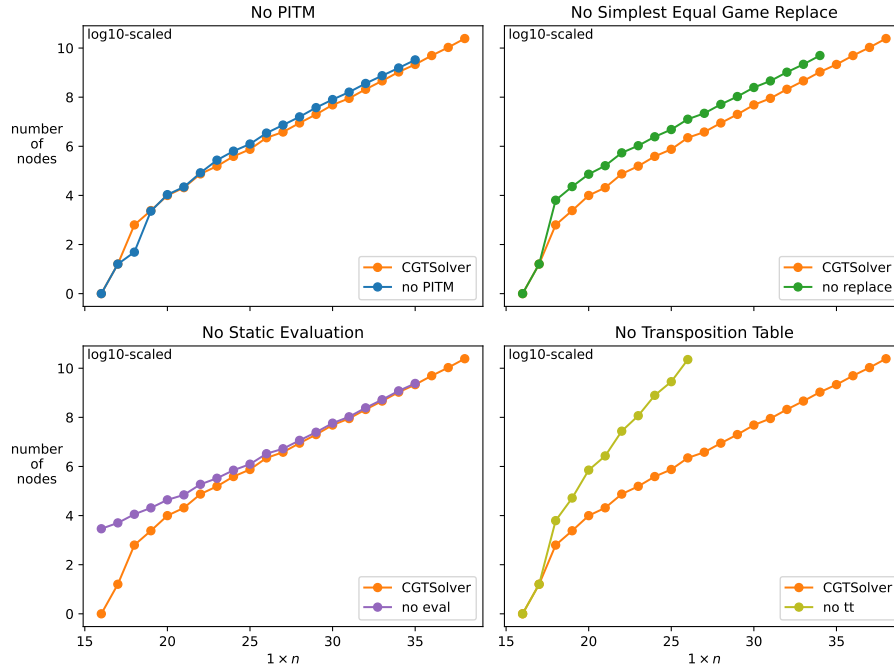 No PITM
log10-scaled
10
8
6
4
2
0
number
of
nodes
CGTSolver
no PITM
No Simplest Equal Game Replace
log10-scaled
CGTSolver
no replace
No Static Evaluation
log10-scaled
10
8
6
4
2
0
number
of
nodes
CGTSolver
no eval
15 20 25 30 35
1 × n
No Transposition Table
log10-scaled
CGTSolver
no tt
15 20 25 30 35
1 × n